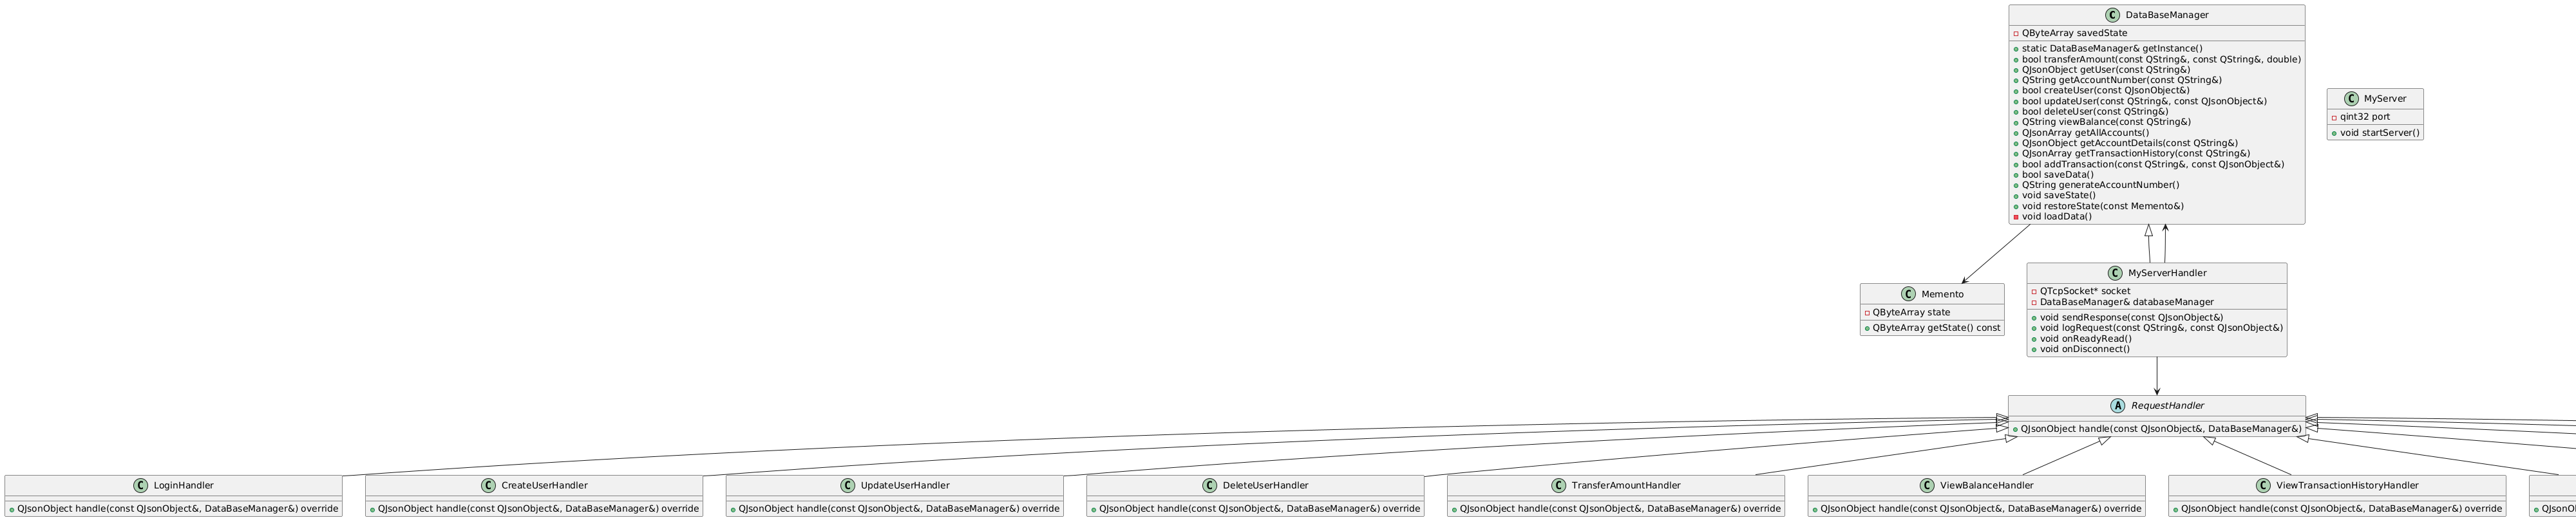 C DataBaseManager
QByteArray savedState
static DataBaseManager& getInstance()
bool transferAmount(const QString&, const QString&, double)
QJsonObject getUser(const QString&)
QString getAccountNumber(const QString&)
bool createUser(const QJsonObject&)
bool updateUser(const QString&, const QJsonObject&)
bool deleteUser(const QString&)
QString viewBalance(const QString&)
QJsonArray getAllAccounts()
QJsonObject getAccountDetails(const QString&)
QJsonArray getTransactionHistory(const QString&)
bool addTransaction(const QString&, const QJsonObject&)
bool saveData()
QString generateAccountNumber()
void saveState()
void restoreState(const Memento&)
void loadData()
C MyServer
qint32 port
void startServer()
C Memento
QByteArray state
QByteArray getState() const
C MyServerHandler
QTcpSocket* socket
DataBaseManager& databaseManager
void sendResponse(const QJsonObject&)
void logRequest(const QString&, const QJsonObject&)
void onReadyRead()
void onDisconnect()
A RequestHandler
QJsonObject handle(const QJsonObject&, DataBaseManager&)
C LoginHandler
QJsonObject handle(const QJsonObject&, DataBaseManager&) override
C CreateUserHandler
QJsonObject handle(const QJsonObject&, DataBaseManager&) override
C UpdateUserHandler
QJsonObject handle(const QJsonObject&, DataBaseManager&) override
C DeleteUserHandler
QJsonObject handle(const QJsonObject&, DataBaseManager&) override
C TransferAmountHandler
QJsonObject handle(const QJsonObject&, DataBaseManager&) override
C ViewBalanceHandler
QJsonObject handle(const QJsonObject&, DataBaseManager&) override
C ViewTransactionHistoryHandler
QJsonObject handle(const QJsonObject&, DataBaseManager&) override